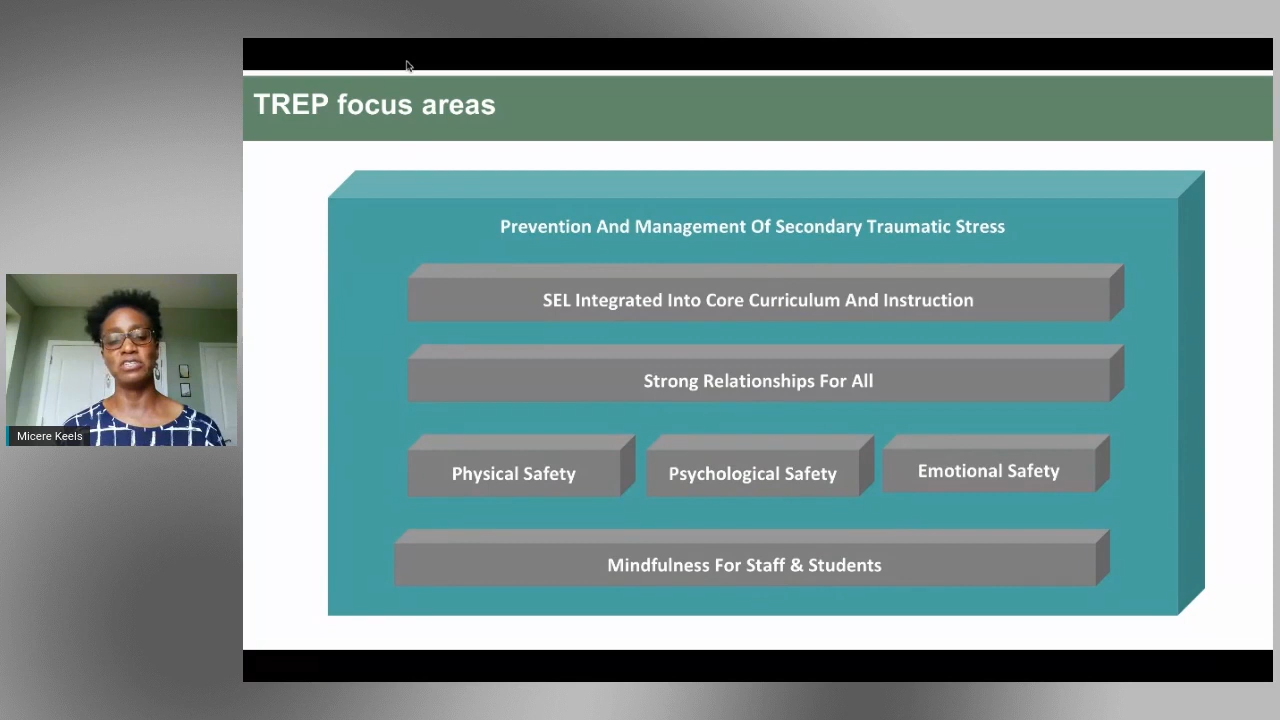 TREP focus areas
Prevention And Management Of Secondary Traumatic Stress
SEL Integrated Into Core Curriculum And Instruction
Strong Relationships For All
Physical Safety
Psychological Safety
Emotional Safety
Mindfulness For Staff & Students
Micere Keels